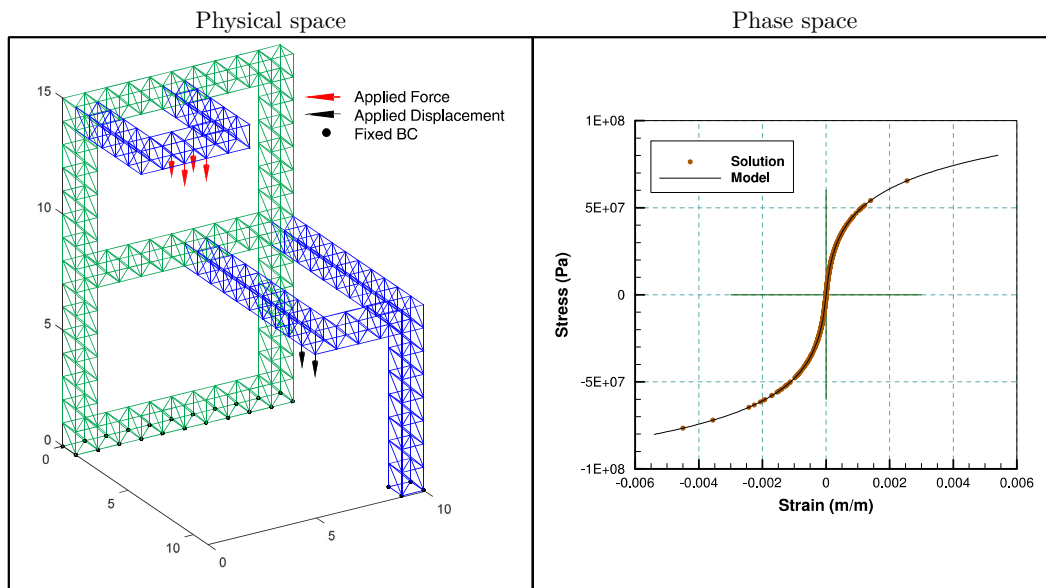 Physical space
Phase space
Applied Force
Applied Displacement
Fixed BC
15
10
5
0
0
5
10
0
5
10
Solution
Model
1E+08
5E+07
0
-5E+07
-1E+08
Stress (Pa)
-0.006
-0.004
-0.002
0
0.002
0.004
0.006
Strain (m/m)